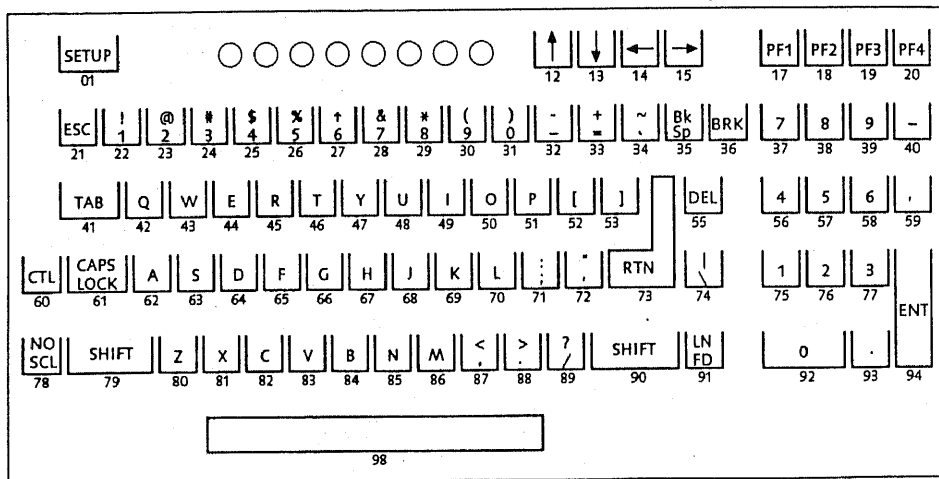 SETUP ↑ ↓ ← → PF1 PF2 PF3 PF4
01 12 13 14 15 17 18 19 20
! @ # $ % ↑ & * ( ) - + ~ Bk
ESC 1 2 3 4 5 6 7 8 9 0 _ = ` Sp BRK 7 8 9 –
21 22 23 24 25 26 27 28 29 30 31 32 33 34 35 36 37 38 39 40
TAB Q W E R T Y U I O P [ ] DEL 4 5 6 ,
41 42 43 44 45 46 47 48 49 50 51 52 53 55 56 57 58 59
CTL CAPS LOCK A S D F G H J K L : ; " ' RTN | \ 1 2 3
60 61 62 63 64 65 66 67 68 69 70 71 72 73 74 75 76 77
ENT
NO SCL SHIFT Z X C V B N M < , > . ? / SHIFT LN FD 0 .
78 79 80 81 82 83 84 85 86 87 88 89 90 91 92 93 94
98